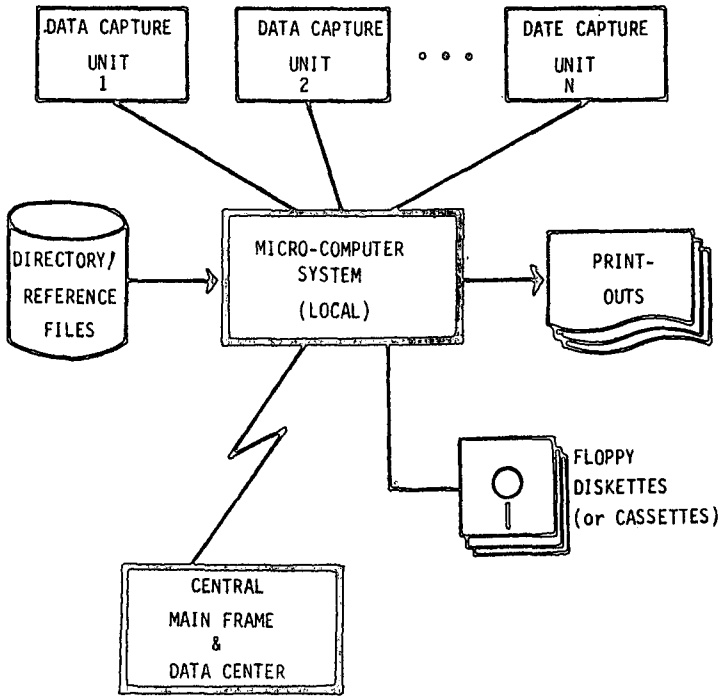 DATA CAPTURE
UNIT
1
DATA CAPTURE
UNIT
2
DATE CAPTURE
UNIT
N
DIRECTORY/
REFERENCE
FILES
MICRO-COMPUTER
SYSTEM
(LOCAL)
PRINT-
OUTS
FLOPPY
DISKETTES
(or CASSETTES)
CENTRAL
MAIN FRAME
&
DATA CENTER